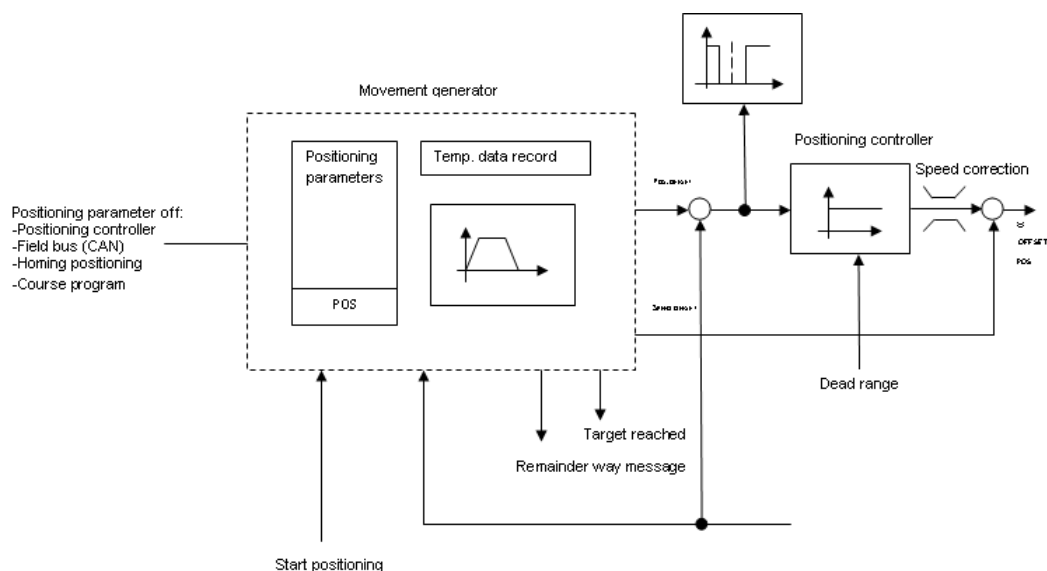 Movement generator
Positioning
parameters
Temp. data record
POS
Positioning parameter off:
-Positioning controller
-Field bus (CAN)
-Homing positioning
-Course program
Positioning controller
Speed correction
OFFSET
POS
Dead range
Target reached
Remainder way message
Start positioning